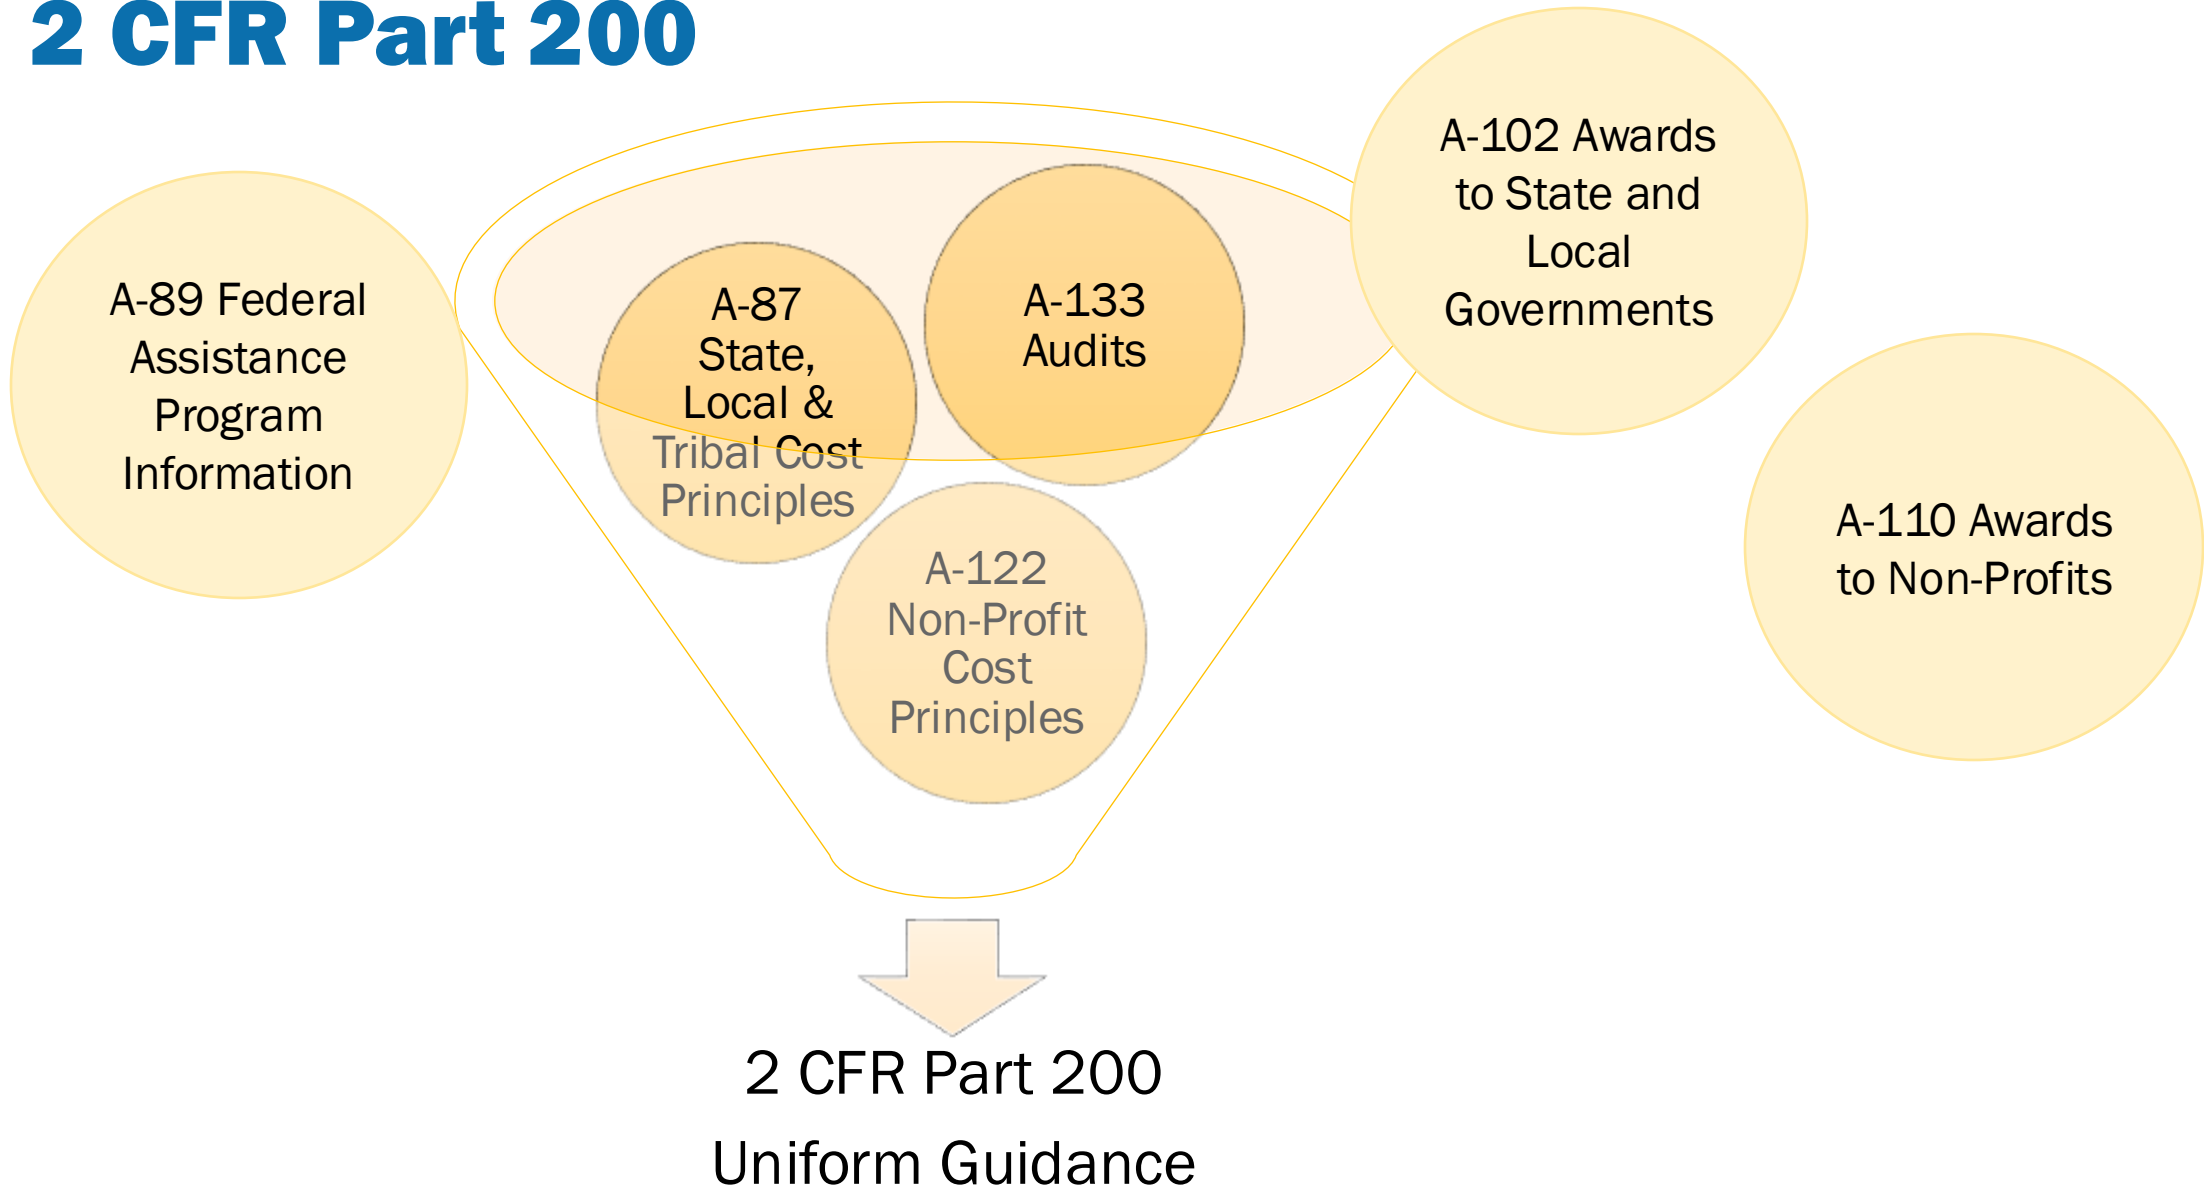 2 CFR Part 200
A-89 Federal
Assistance
Program
Information
A-87
State,
Local &
Tribal Cost
Principles
A-133
Audits
A-122
Non-Profit
Cost
Principles
A-102 Awards
to State and
Local
Governments
A-110 Awards
to Non-Profits
2 CFR Part 200
Uniform Guidance